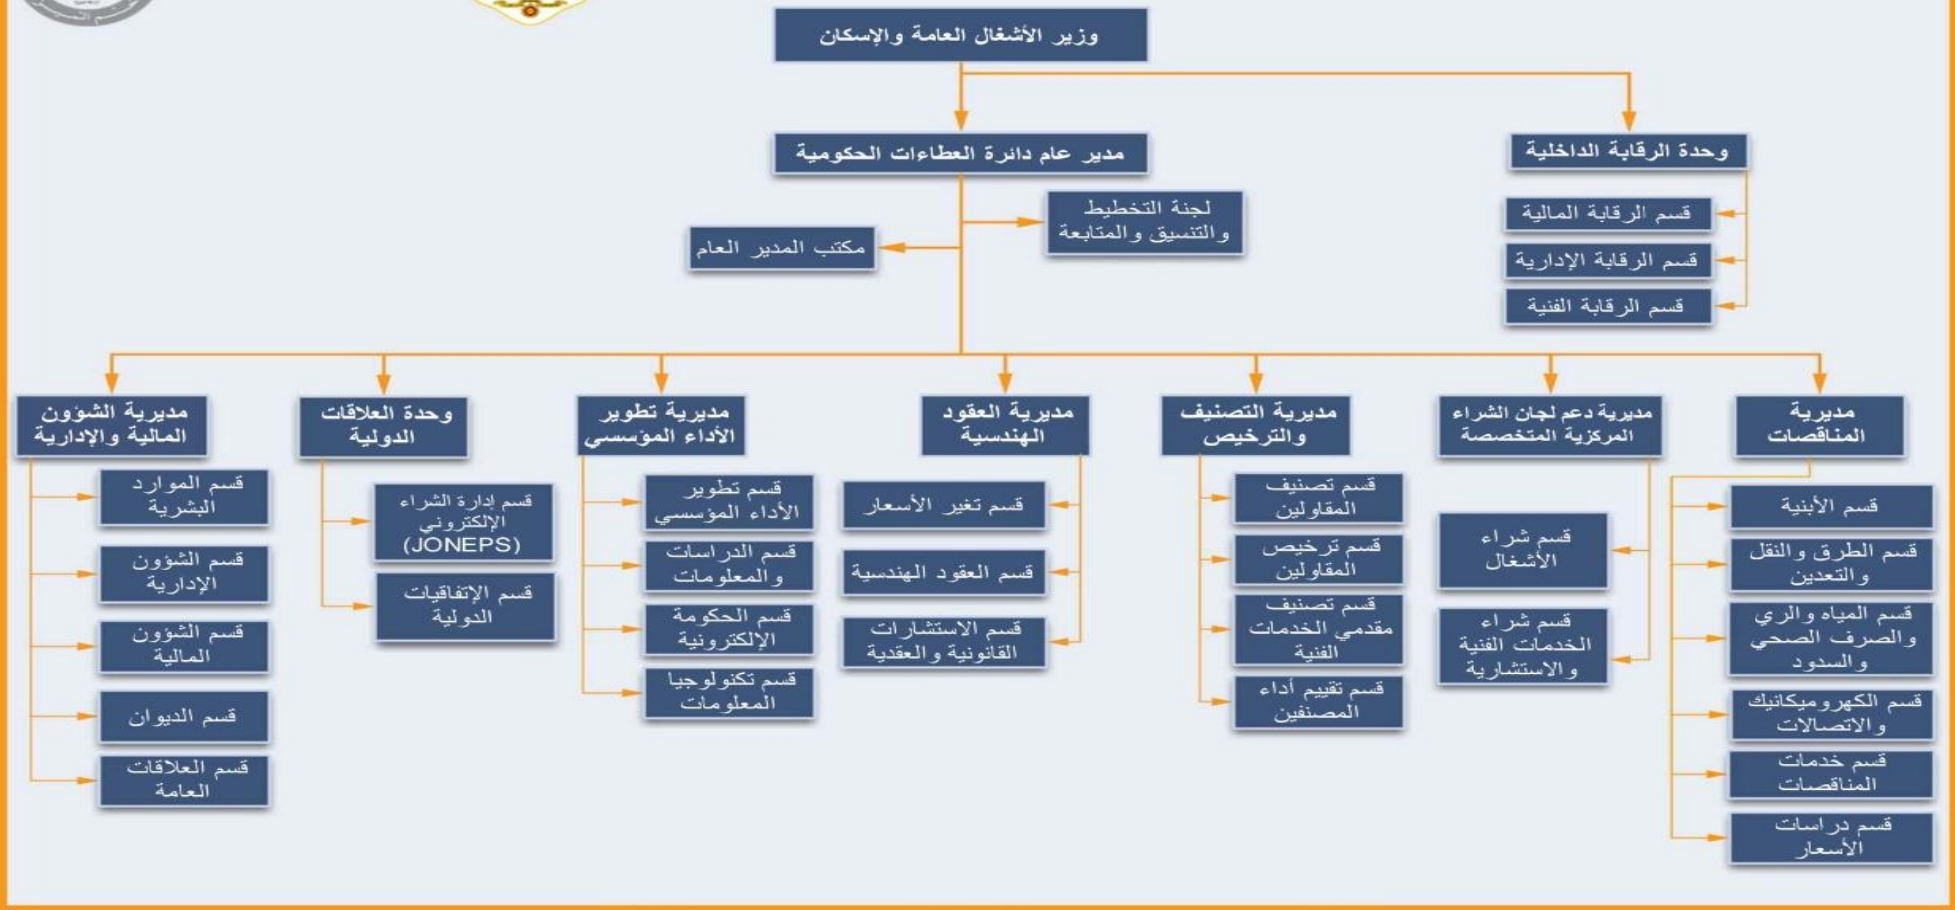 وزير الأشغال العامة والإسكان
مدير عام دائرة العطاءات الحكومية
وحدة الرقابة الداخلية
قسم الرقابة المالية
قسم الرقابة الإدارية
قسم الرقابة الفنية
لجنة التخطيط
والتنسيق والمتابعة
مكتب المدير العام
مديرية
المناقصات
قسم الأبنية
قسم الطرق والنقل
والتعدين
قسم المياه والري
والصرف الصحي
والسدود
قسم الكهروميكانيك
والاتصالات
قسم خدمات
المناقصات
قسم دراسات
الأسعار
مديرية دعم لجان الشراء
المركزية المتخصصة
قسم شراء
الأشغال
قسم شراء
الخدمات الفنية
والاستشارية
مديرية التصنيف
والترخيص
قسم تصنيف
المقاولين
قسم ترخيص
المقاولين
قسم تصنيف
مقدمي الخدمات
الفنية
قسم تقييم أداء
المصنفين
مديرية العقود
الهندسية
قسم تغير الأسعار
قسم العقود الهندسية
قسم الاستشارات
القانونية والعقدية
مديرية تطوير
الأداء المؤسسي
قسم تطوير
الأداء المؤسسي
قسم الدراسات
والمعلومات
قسم الحكومة
الإلكترونية
قسم تكنولوجيا
المعلومات
وحدة العلاقات
الدولية
قسم إدارة الشراء
الإلكتروني
(JONEPS)
قسم الإتفاقيات
الدولية
مديرية الشؤون
المالية والإدارية
قسم الموارد
البشرية
قسم الشؤون
الإدارية
قسم الشؤون
المالية
قسم الديوان
قسم العلاقات
العامة